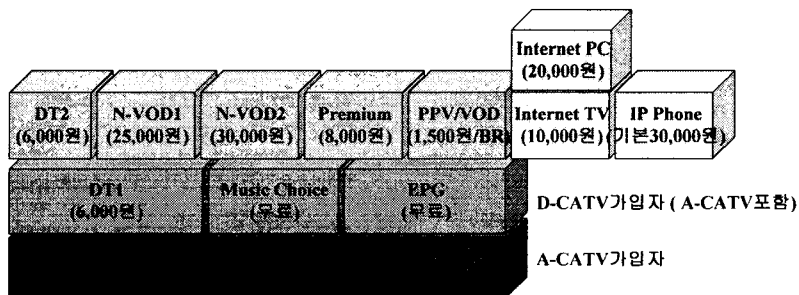 Internet PC
(20,000원)
DT2
(6,000원)
N-VOD1
(25,000원)
N-VOD2
(30,000원)
Premium
(8,000원)
PPV/VOD
(1,500원/BR)
Internet TV
(10,000원)
IP Phone
(기본30,000원)
DT1
(6,000원)
Music Choice
(무료)
EPG
(무료)
D-CATV가입자 ( A-CATV포함)
A-CATV가입자